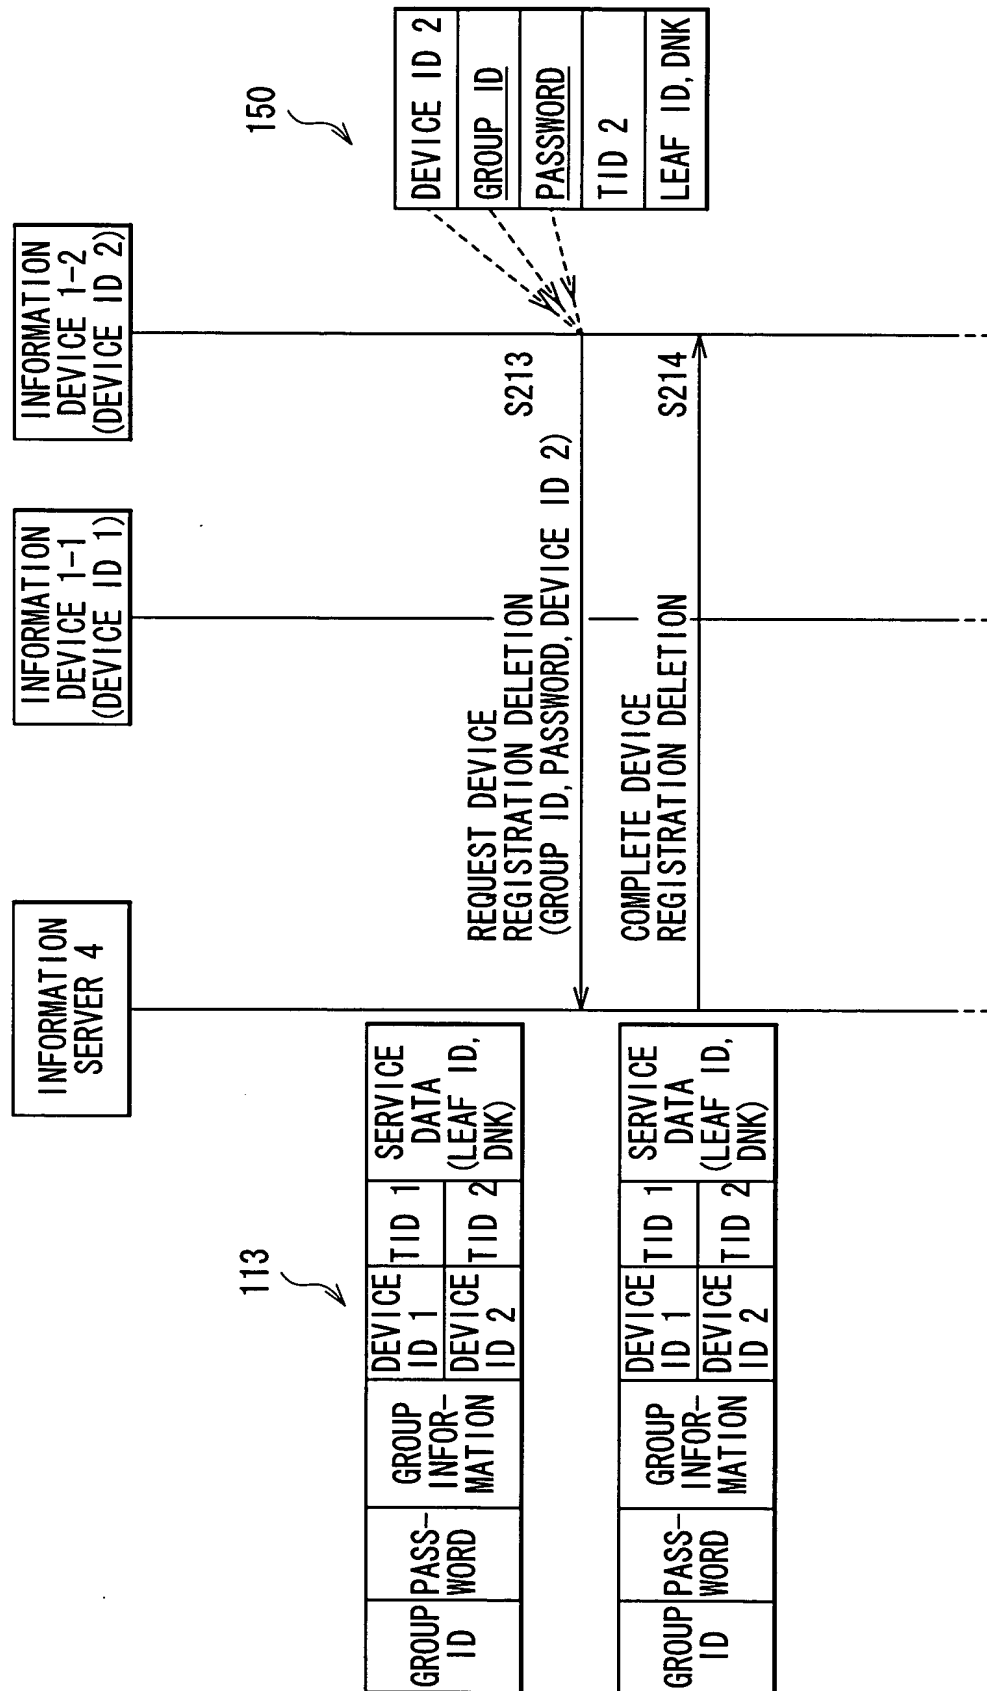 INFORMATION
SERVER 4
INFORMATION
DEVICE 1-1
(DEVICE ID 1)
INFORMATION
DEVICE 1-2
(DEVICE ID 2)
113
GROUP
ID
PASS-
WORD
GROUP
INFOR-
MATION
DEVICE
ID 1
TID 1
DEVICE
ID 2
TID 2
SERVICE
DATA
(LEAF ID,
DNK)
REQUEST DEVICE
REGISTRATION DELETION
(GROUP ID, PASSWORD, DEVICE ID 2)
S213
150
DEVICE ID 2
GROUP ID
PASSWORD
TID 2
LEAF ID, DNK
GROUP
ID
PASS-
WORD
GROUP
INFOR-
MATION
DEVICE
ID 1
TID 1
DEVICE
ID 2
TID 2
SERVICE
DATA
(LEAF ID,
DNK)
COMPLETE DEVICE
REGISTRATION DELETION
S214